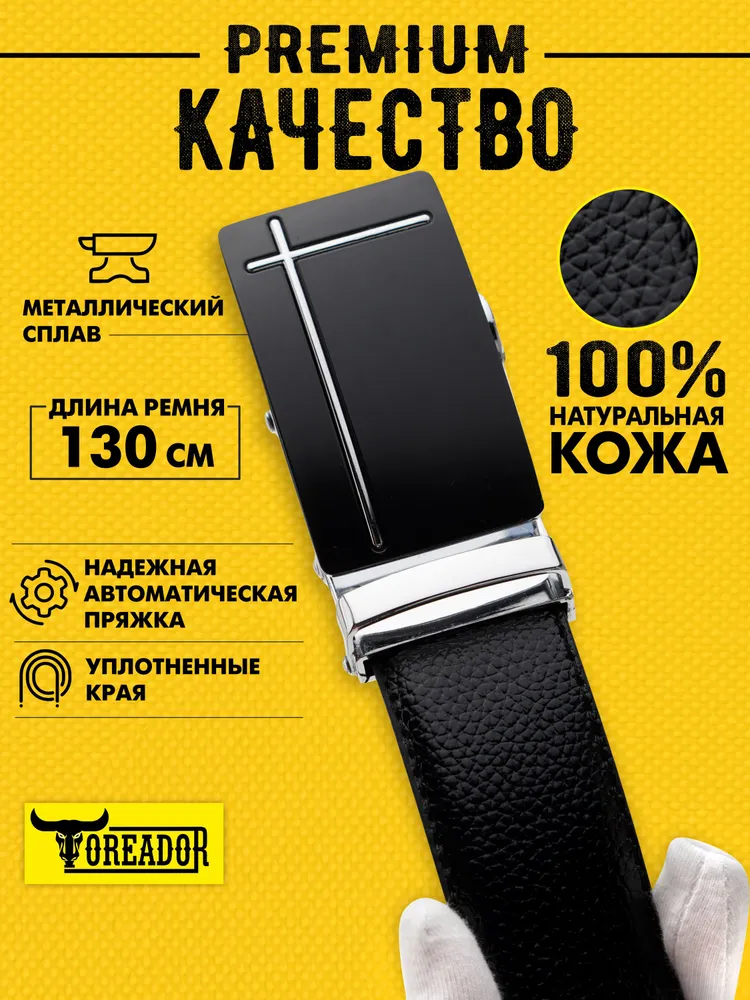 PREMIUM
КАЧЕСТВО
МЕТАЛЛИЧЕСКИЙ
СПЛАВ
ДЛИНА РЕМНЯ
130 СМ
100%
НАТУРАЛЬНАЯ
КОЖА
НАДЕЖНАЯ
АВТОМАТИЧЕСКАЯ
ПРЯЖКА
УПЛОТНЕННЫЕ
КРАЯ
TOREADOR